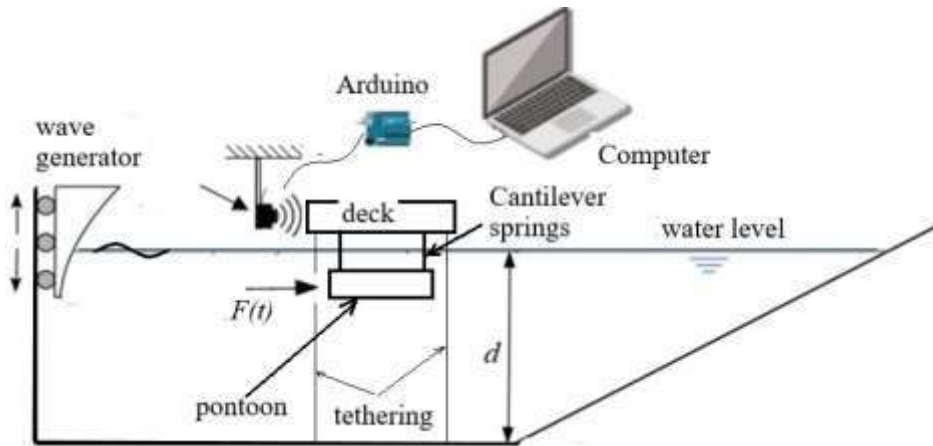 Arduino
wave
generator
Computer
Cantilever
springs
deck
water level
F(t)
d
pontoon
tethering